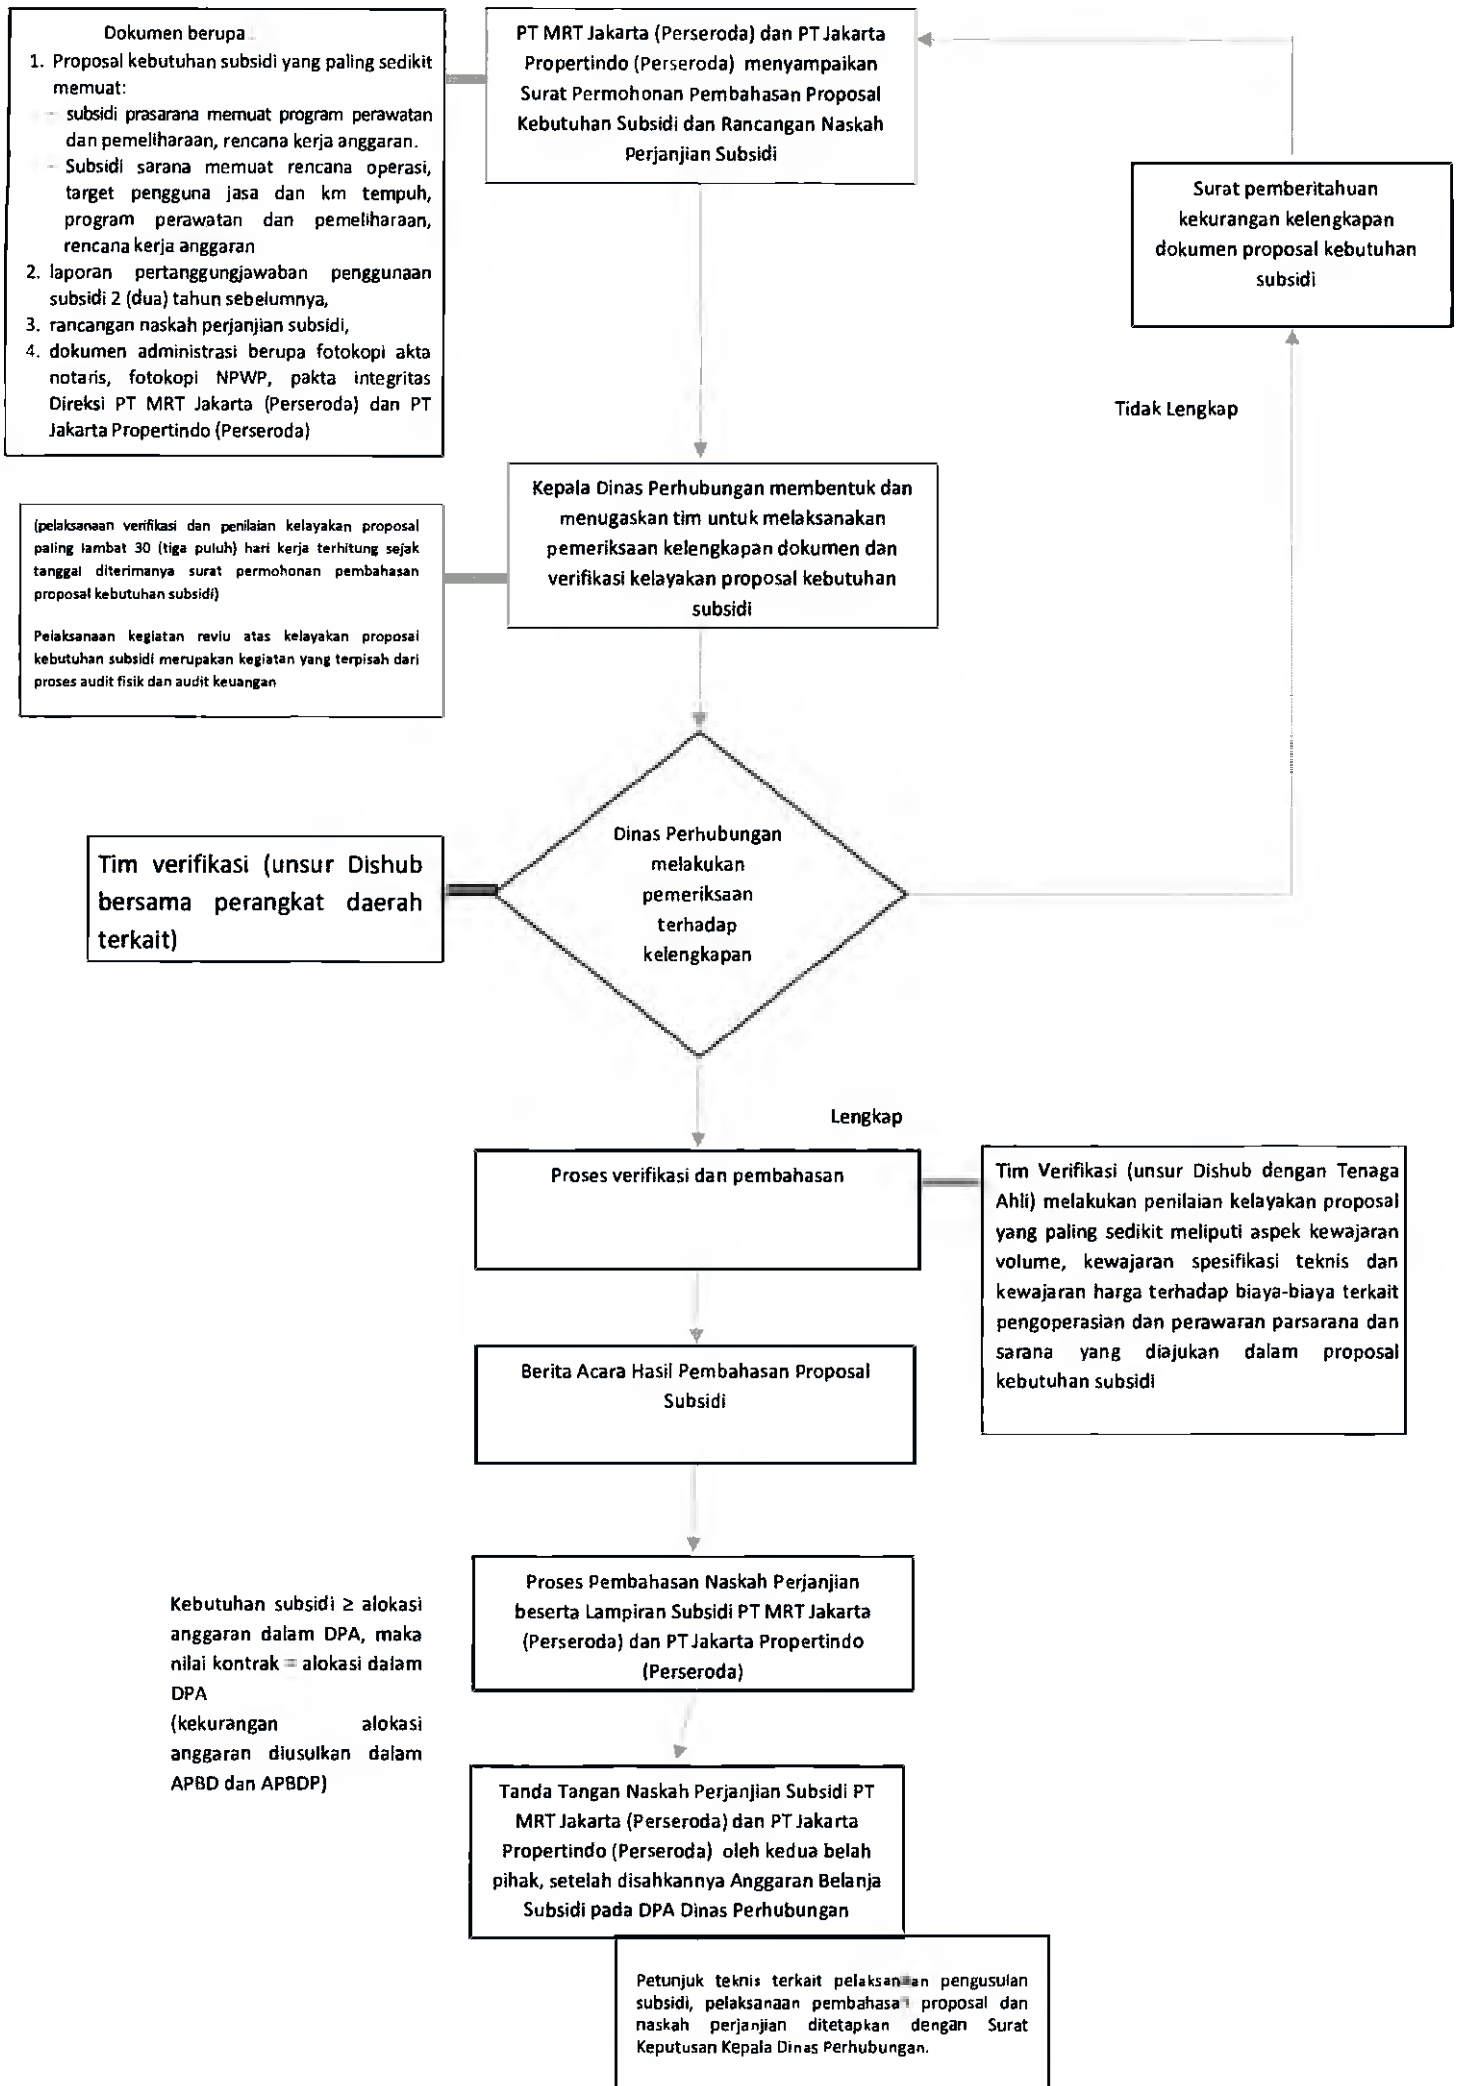 Dokumen berupa
1. Proposal kebutuhan subsidi yang paling sedikit
memuat:
- subsidi prasarana memuat program perawatan
dan pemeliharaan, rencana kerja anggaran.
- Subsidi sarana memuat rencana operasi,
target pengguna jasa dan km tempuh,
program perawatan dan pemeliharaan,
rencana kerja anggaran
2. laporan pertanggungjawaban penggunaan
subsidi 2 (dua) tahun sebelumnya,
3. rancangan naskah perjanjian subsidi,
4. dokumen administrasi berupa fotokopi akta
notaris, fotokopi NPWP, pakta integritas
Direksi PT MRT Jakarta (Perseroda) dan PT
Jakarta Propertindo (Perseroda)
PT MRT Jakarta (Perseroda) dan PT Jakarta
Propertindo (Perseroda) menyampaikan
Surat Permohonan Pembahasan Proposal
Kebutuhan Subsidi dan Rancangan Naskah
Perjanjian Subsidi
Surat pemberitahuan
kekurangan kelengkapan
dokumen proposal kebutuhan
subsidi
Tidak Lengkap
Kepala Dinas Perhubungan membentuk dan
menugaskan tim untuk melaksanakan
pemeriksaan kelengkapan dokumen dan
verifikasi kelayakan proposal kebutuhan
subsidi
(pelaksanaan verifikasi dan penilaian kelayakan proposal
paling lambat 30 (tiga puluh) hari kerja terhitung sejak
tanggal diterimanya surat permohonan pembahasan
proposal kebutuhan subsidi)
Pelaksanaan kegiatan reviu atas kelayakan proposal
kebutuhan subsidi merupakan kegiatan yang terpisah dari
proses audit fisik dan audit keuangan
Dinas Perhubungan
melakukan
pemeriksaan
terhadap
kelengkapan
Tim verifikasi (unsur Dishub
bersama perangkat daerah
terkait)
Lengkap
Proses verifikasi dan pembahasan
Tim Verifikasi (unsur Dishub dengan Tenaga
Ahli) melakukan penilaian kelayakan proposal
yang paling sedikit meliputi aspek kewajaran
volume, kewajaran spesifikasi teknis dan
kewajaran harga terhadap biaya-biaya terkait
pengoperasian dan perawaran parsarana dan
sarana yang diajukan dalam proposal
kebutuhan subsidi
Berita Acara Hasil Pembahasan Proposal
Subsidi
Proses Pembahasan Naskah Perjanjian
beserta Lampiran Subsidi PT MRT Jakarta
(Perseroda) dan PT Jakarta Propertindo
(Perseroda)
Kebutuhan subsidi ≥ alokasi
anggaran dalam DPA, maka
nilai kontrak = alokasi dalam
DPA
(kekurangan alokasi
anggaran diusulkan dalam
APBD dan APBDP)
Tanda Tangan Naskah Perjanjian Subsidi PT
MRT Jakarta (Perseroda) dan PT Jakarta
Propertindo (Perseroda) oleh kedua belah
pihak, setelah disahkannya Anggaran Belanja
Subsidi pada DPA Dinas Perhubungan
Petunjuk teknis terkait pelaksanaan pengusulan
subsidi, pelaksanaan pembahasan proposal dan
naskah perjanjian ditetapkan dengan Surat
Keputusan Kepala Dinas Perhubungan.